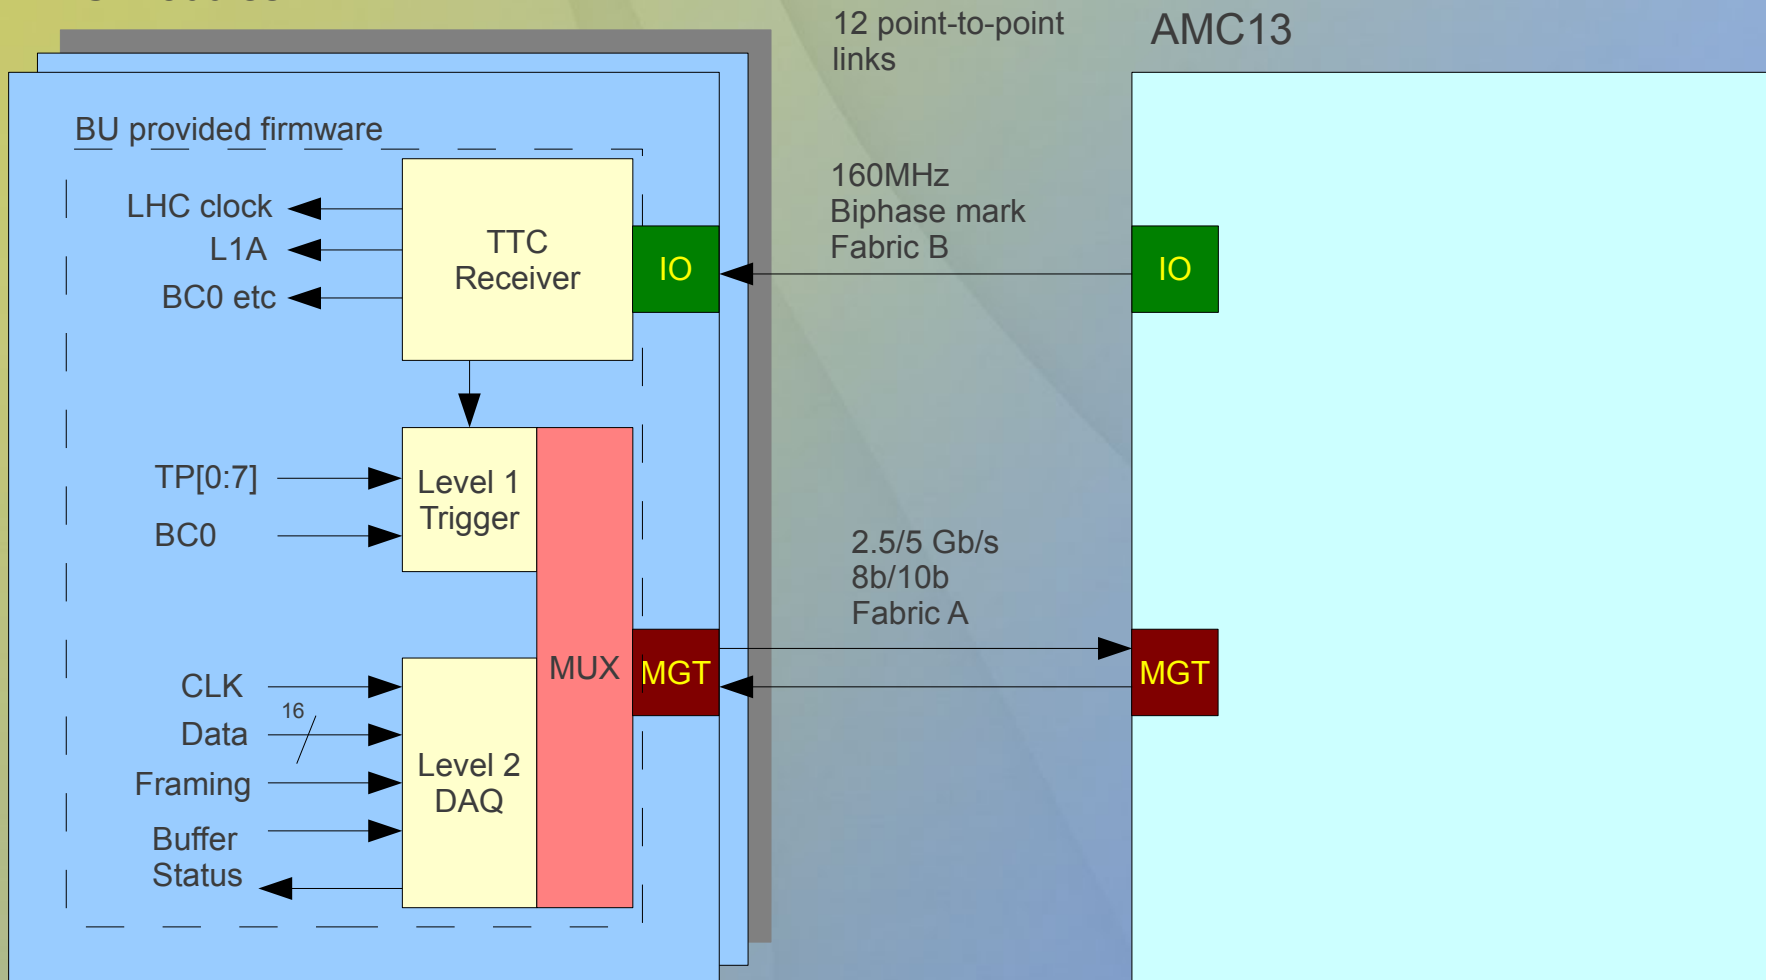 12 point-to-point
links
AMC13
BU provided firmware
LHC clock
L1A
BC0 etc
TTC
Receiver
IO
160MHz
Biphase mark
Fabric B
IO
TP[0:7]
BC0
Level 1
Trigger
2.5/5 Gb/s
8b/10b
Fabric A
MUX
MGT
MGT
CLK
16
Data
Framing
Buffer
Status
Level 2
DAQ